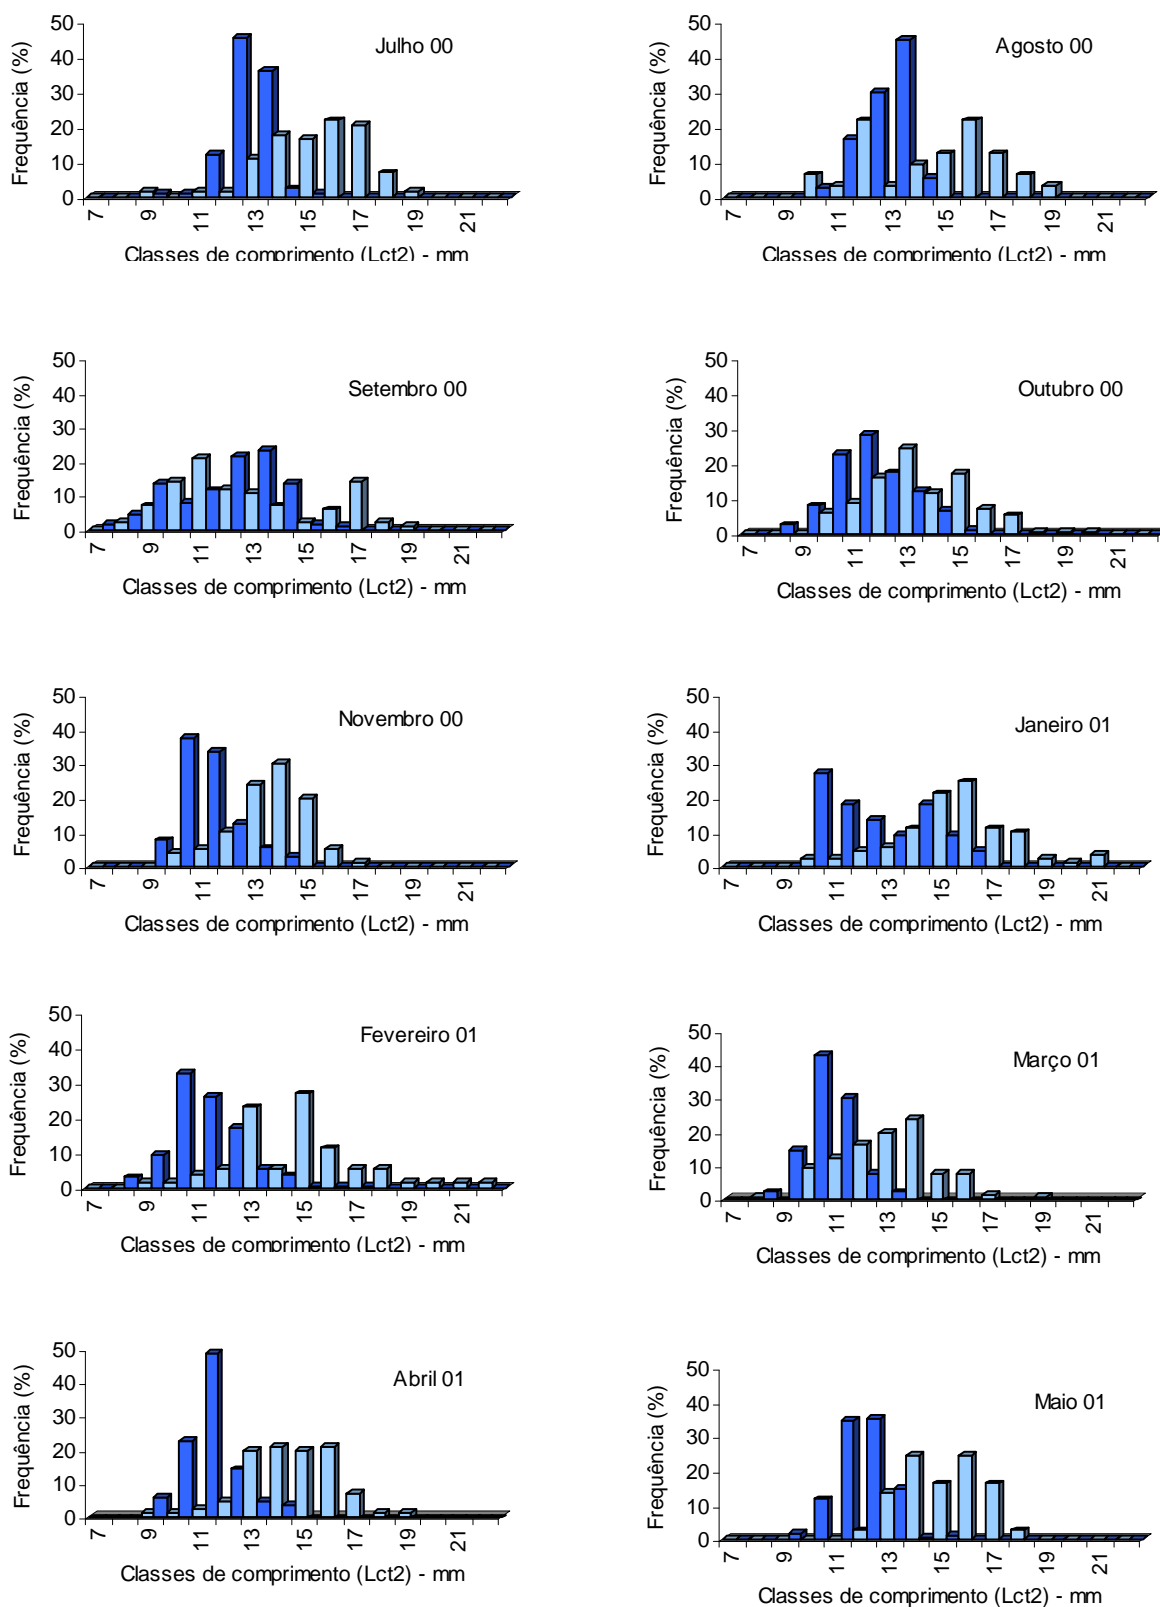 Julho 00
Frequência (%)
50
40
30
20
10
0
7 9 11 13 15 17 19 21
Classes de comprimento (Lct2) - mm
Agosto 00
Frequência (%)
50
40
30
20
10
0
7 9 11 13 15 17 19 21
Classes de comprimento (Lct2) - mm
Setembro 00
Frequência (%)
50
40
30
20
10
0
7 9 11 13 15 17 19 21
Classes de comprimento (Lct2) - mm
Outubro 00
Frequência (%)
50
40
30
20
10
0
7 9 11 13 15 17 19 21
Classes de comprimento (Lct2) - mm
Novembro 00
Frequência (%)
50
40
30
20
10
0
7 9 11 13 15 17 19 21
Classes de comprimento (Lct2) - mm
Janeiro 01
Frequência (%)
50
40
30
20
10
0
7 9 11 13 15 17 19 21
Classes de comprimento (Lct2) - mm
Fevereiro 01
Frequência (%)
50
40
30
20
10
0
7 9 11 13 15 17 19 21
Classes de comprimento (Lct2) - mm
Março 01
Frequência (%)
50
40
30
20
10
0
7 9 11 13 15 17 19 21
Classes de comprimento (Lct2) - mm
Abril 01
Frequência (%)
50
40
30
20
10
0
7 9 11 13 15 17 19 21
Classes de comprimento (Lct2) - mm
Maio 01
Frequência (%)
50
40
30
20
10
0
7 9 11 13 15 17 19 21
Classes de comprimento (Lct2) - mm